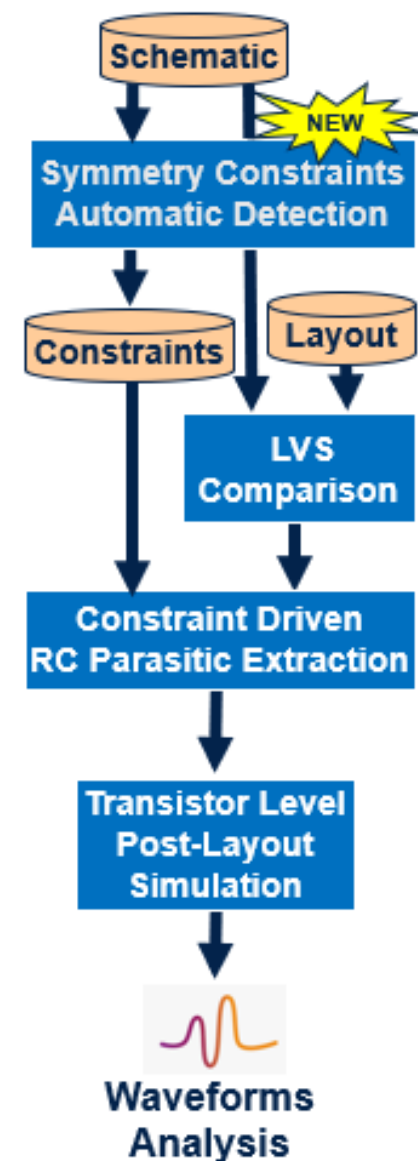 Schematic
NEW
Symmetry Constraints
Automatic Detection
Constraints
Layout
LVS
Comparison
Constraint Driven
RC Parasitic Extraction
Transistor Level
Post-Layout
Simulation
Waveforms
Analysis